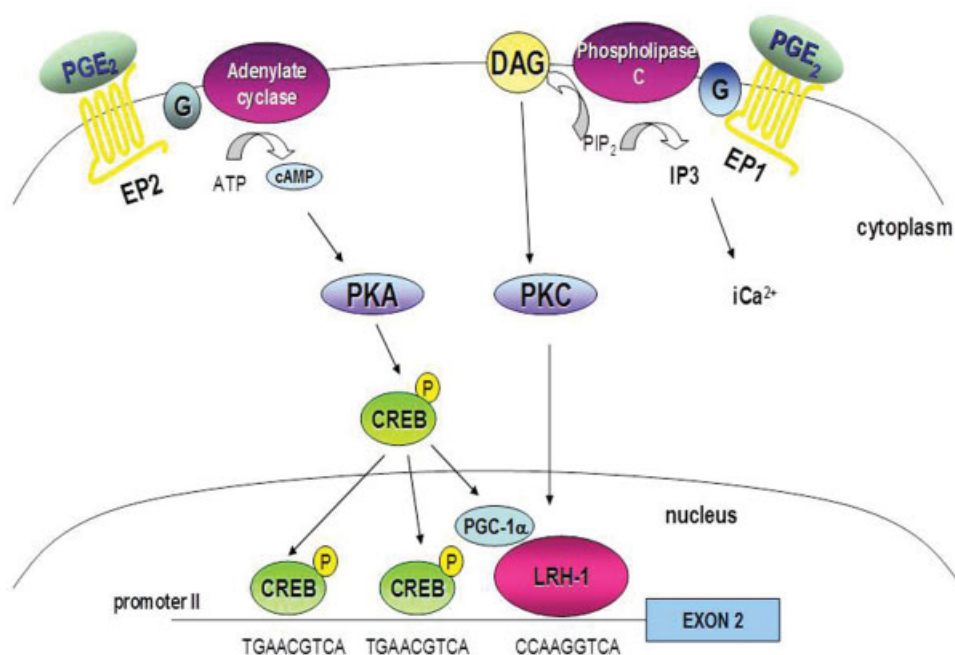 PGE2
Adenylate
cyclase
G
EP2
ATP
cAMP
DAG
Phospholipase
C
G
PGE2
PIP2
IP3
EP1
cytoplasm
PKA
PKC
iCa2+
P
CREB
nucleus
PGC-1α
P
CREB
P
CREB
LRH-1
promoter II
EXON 2
TGAACGTCA
TGAACGTCA
CCAAGGTCA